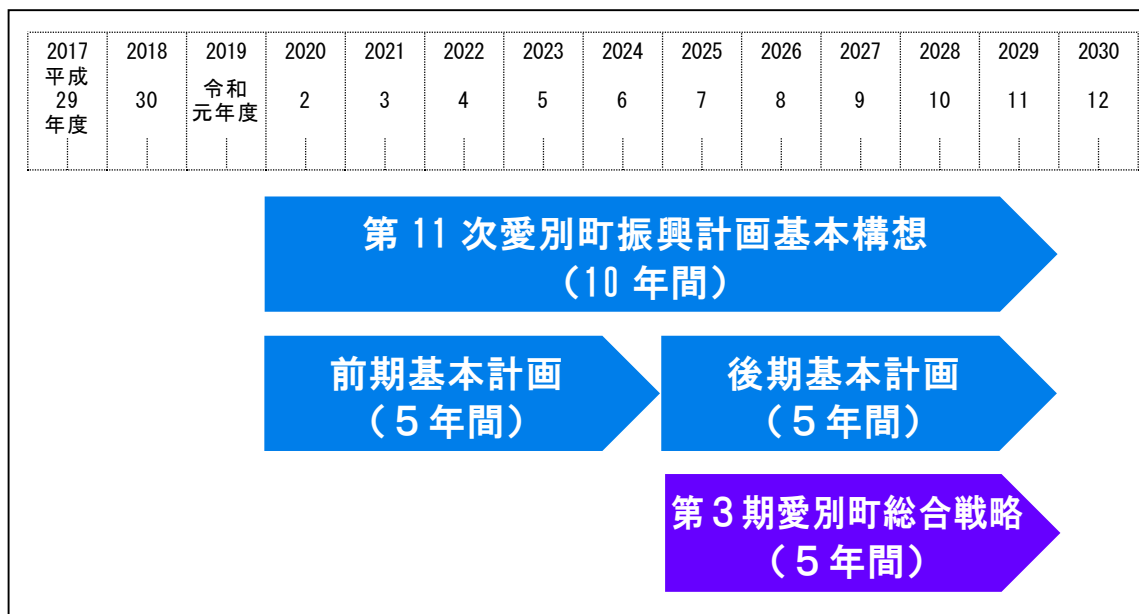 2017 2018 2019 2020 2021 2022 2023 2024 2025 2026 2027 2028 2029 2030
平成
29
年度
30
令和
元年度
2 3 4 5 6 7 8 9 10 11 12
第11次愛別町振興計画基本構想
（10年間）
前期基本計画
（５年間）
後期基本計画
（５年間）
第３期愛別町総合戦略
（５年間）